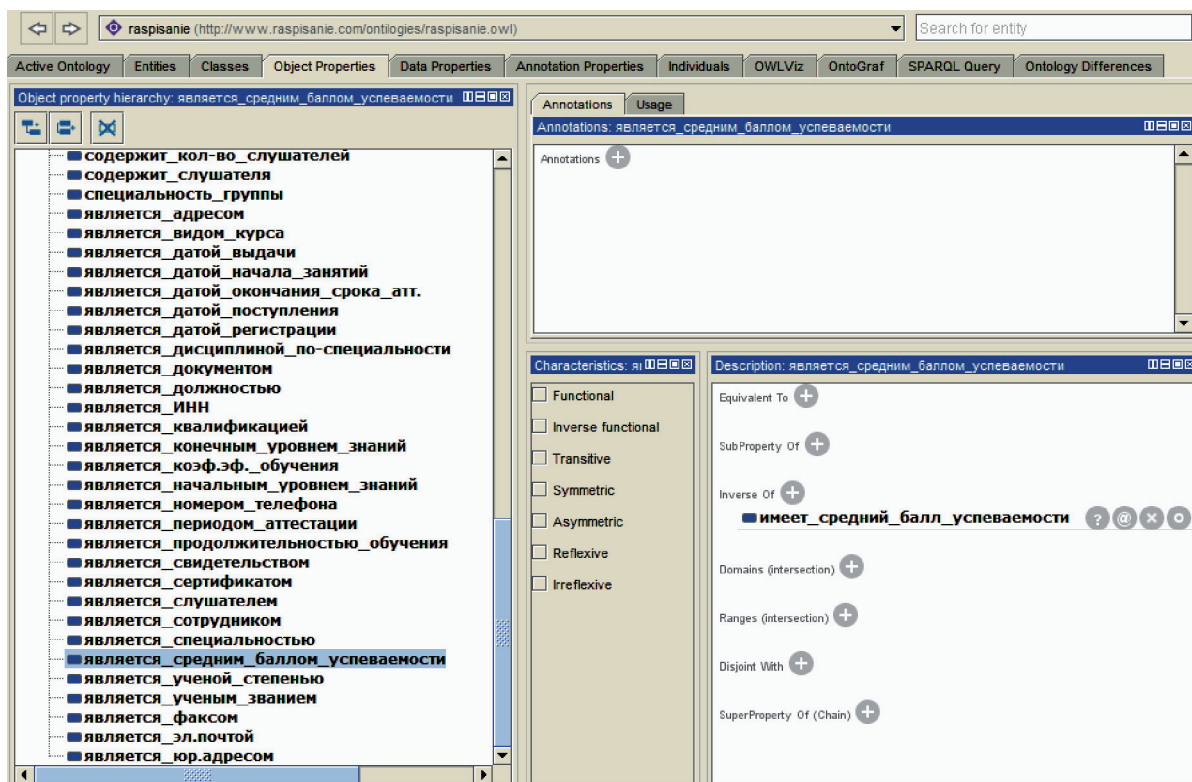 raspisanie (http://www.raspisanie.com/ontilogies/raspisanie.owl)
Search for entity
Active Ontology Entities Classes Object Properties Data Properties Annotation Properties Individuals OWLViz OntoGraf SPARQL Query Ontology Differences
Object property hierarchy: является_средним_баллом_успеваемости
содержит_кол-во_слушателей
содержит_слушателя
специальность_группы
является_адресом
является_видом_курса
является_датой_выдачи
является_датой_начала_занятий
является_датой_окончания_срока_атт.
является_датой_поступления
является_датой_регистрации
является_дисциплиной_по-специальности
является_документом
является_должностью
является_ИНН
является_квалификацией
является_конечным_уровнем_знаний
является_коэф.эф._обучения
является_начальным_уровнем_знаний
является_номером_телефона
является_периодом_аттестации
является_продолжительностью_обучения
является_свидетельством
является_сертификатом
является_слушателем
является_сотрудником
является_специальностью
является_средним_баллом_успеваемости
является_ученой_степенью
является_ученым_званием
является_факсом
является_эл.почтой
является_юр.адресом
Annotations Usage
Annotations: является_средним_баллом_успеваемости
Annotations
Characteristics: яı
Functional
Inverse functional
Transitive
Symmetric
Asymmetric
Reflexive
Irreflexive
Description: является_средним_баллом_успеваемости
Equivalent To
SubProperty Of
Inverse Of
имеет_средний_балл_успеваемости
Domains (intersection)
Ranges (intersection)
Disjoint With
SuperProperty Of (Chain)